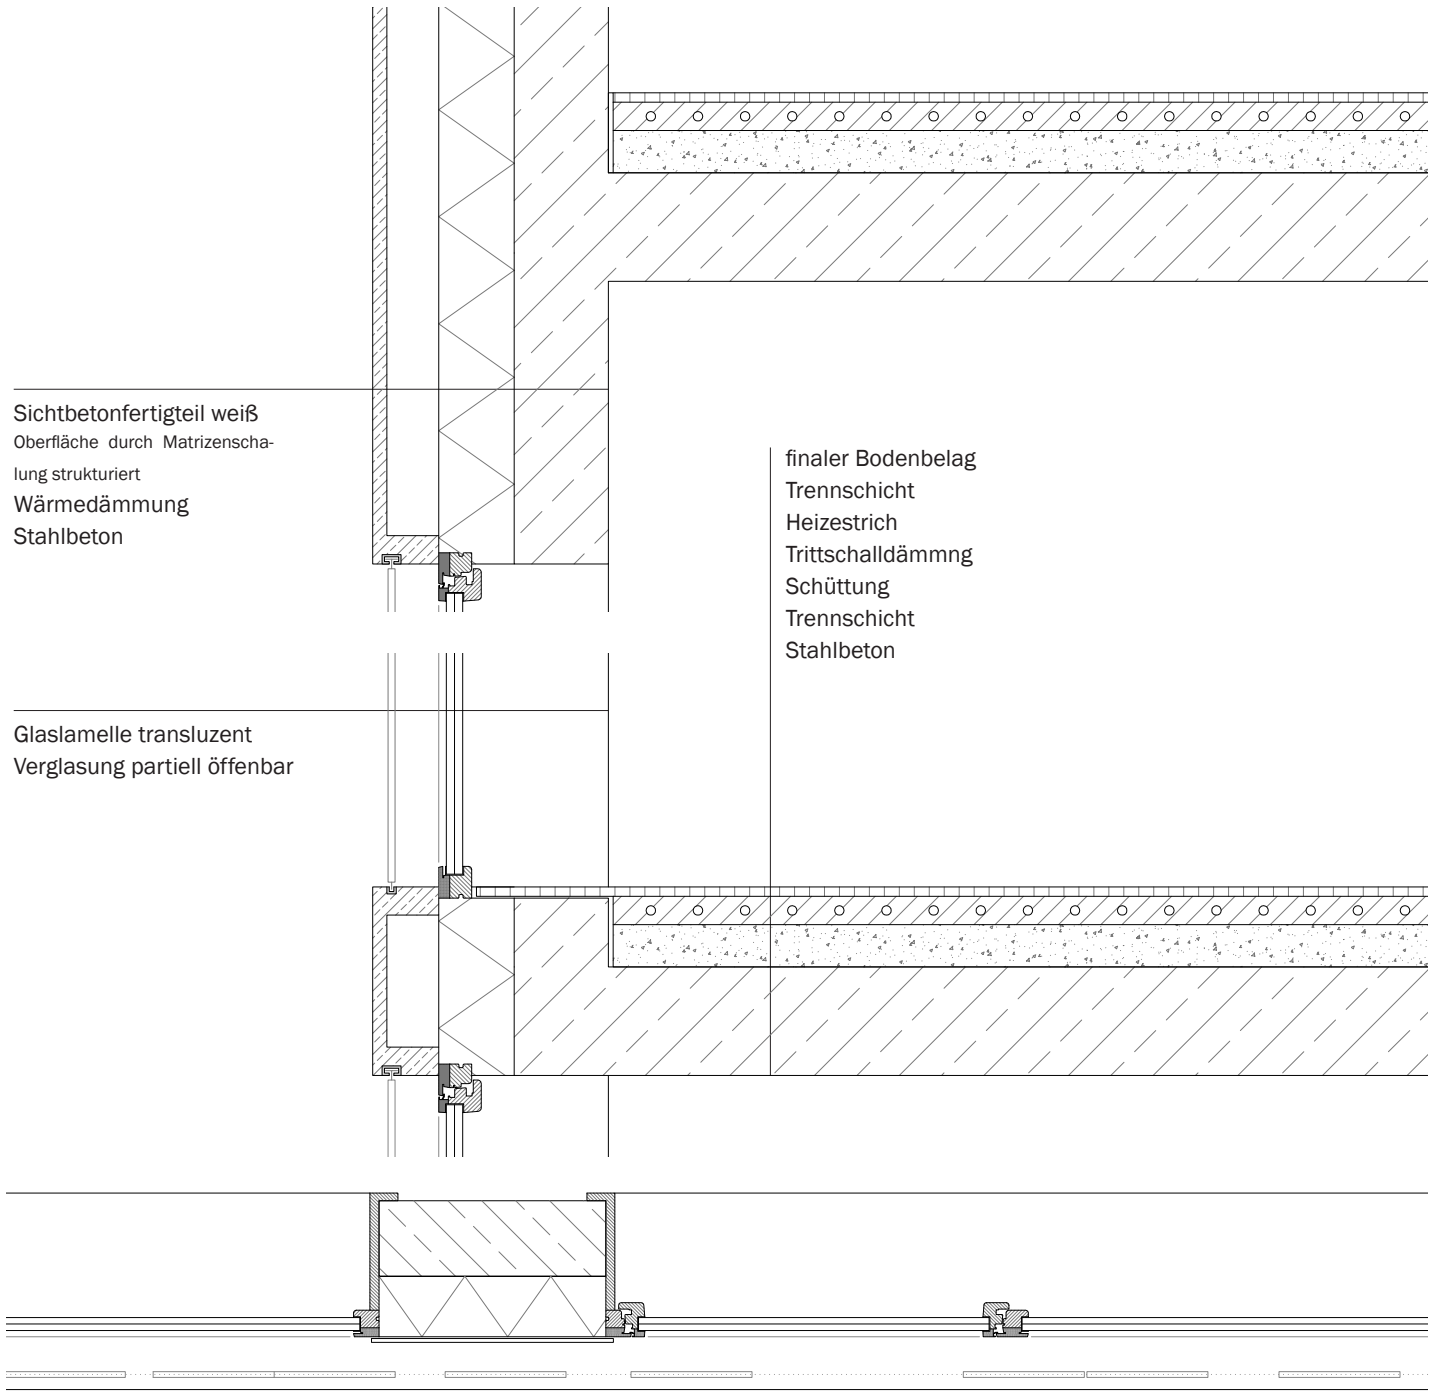 Sichtbetonfertigteil weiß
Oberfläche durch Matrizenscha-
lung strukturiert
Wärmedämmung
Stahlbeton
finaler Bodenbelag
Trennschicht
Heizestrich
Trittschalldämmng
Schüttung
Trennschicht
Stahlbeton
Glaslamelle transluzent
Verglasung partiell öffenbar